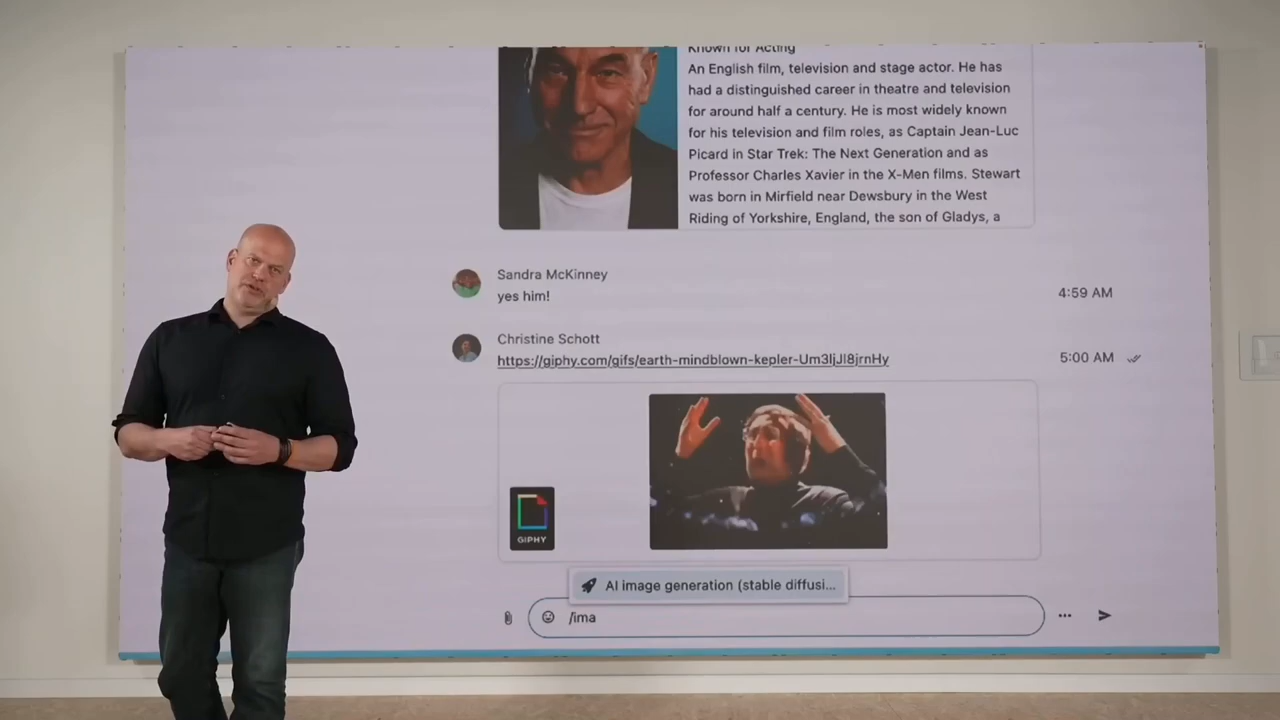 Known for Acting
An English film, television and stage actor. He has
had a distinguished career in theatre and television
for around half a century. He is most widely known
for his television and film roles, as Captain Jean-Luc
Picard in Star Trek: The Next Generation and as
Professor Charles Xavier in the X-Men films. Stewart
was born in Mirfield near Dewsbury in the West
Riding of Yorkshire, England, the son of Gladys, a
Sandra McKinney
yes him!
4:59 AM
Christine Schott
https://giphy.com/gifs/earth-mindblown-kepler-Um3ljJl8jrnHy
5:00 AM
GIPHY
AI image generation (stable diffusi...
/ima